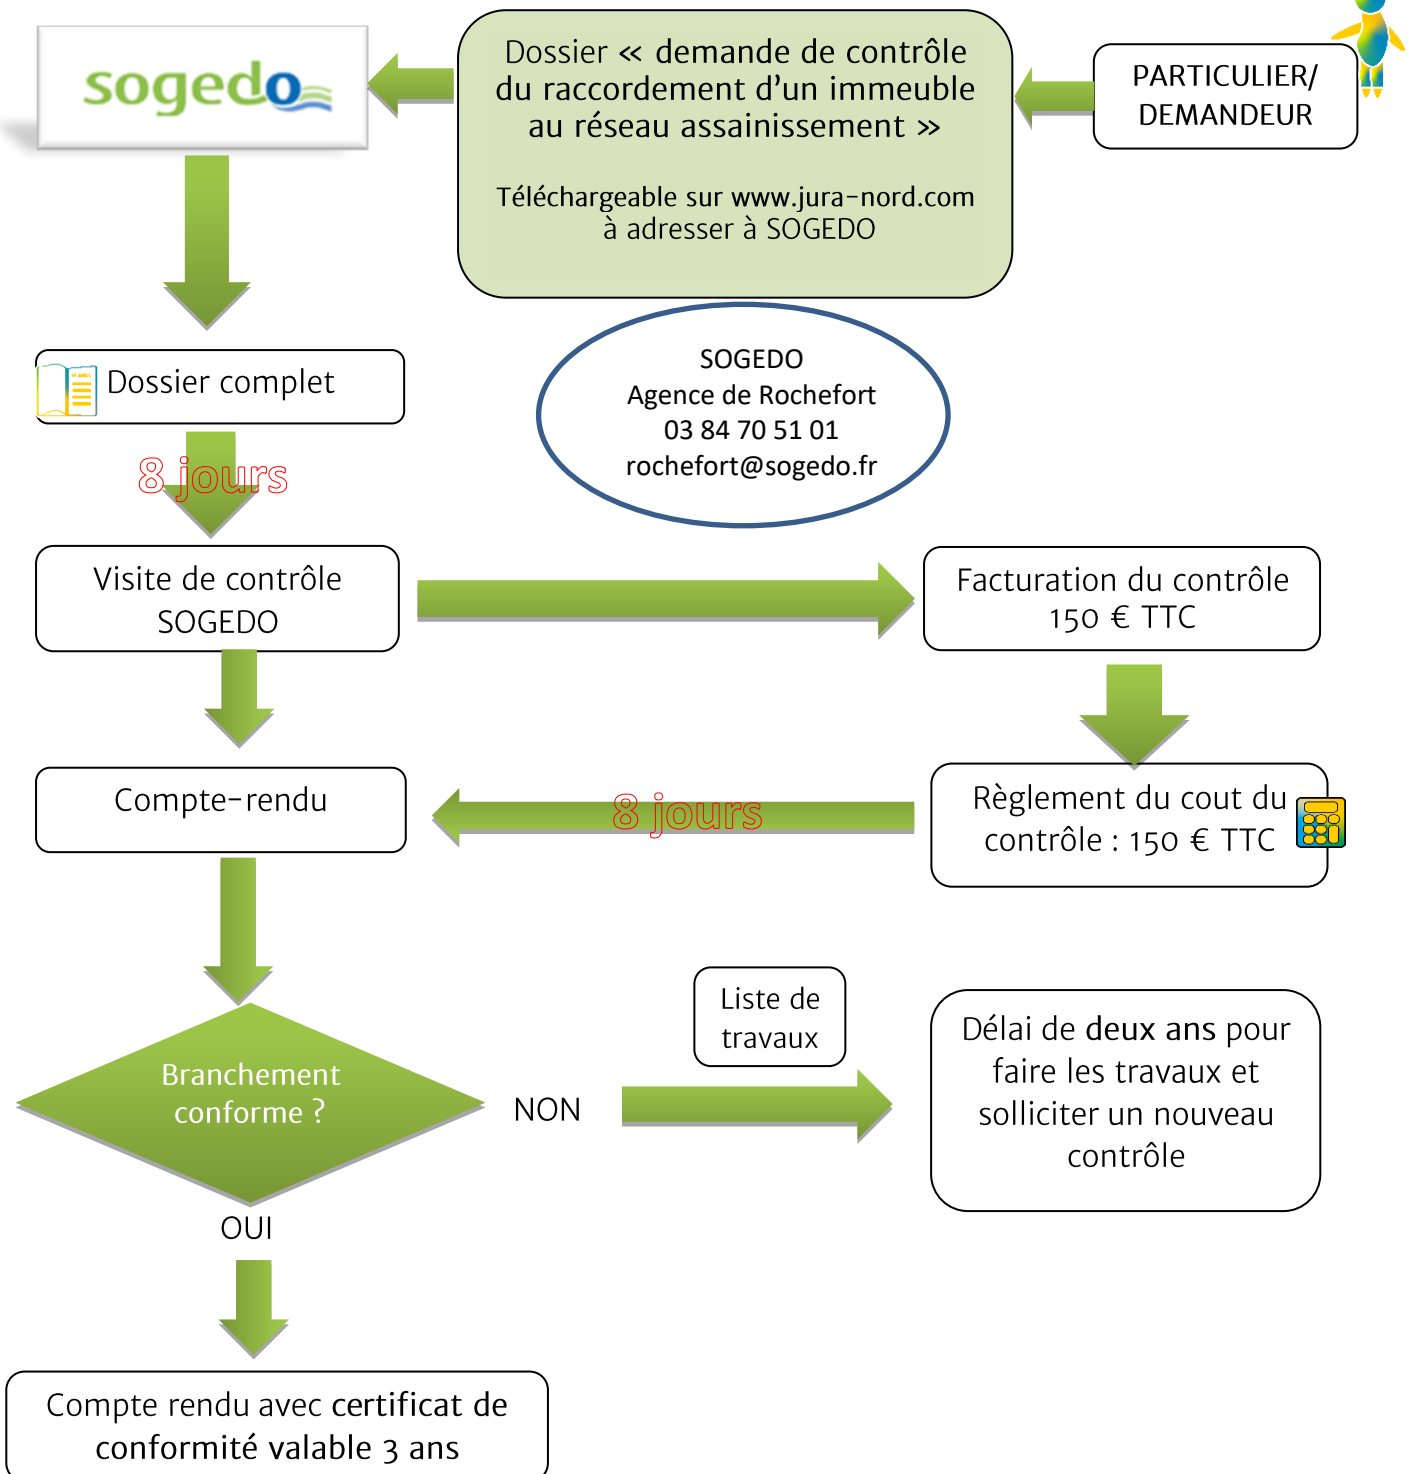 sogedo
Dossier « demande de contrôle
du raccordement d’un immeuble
au réseau assainissement »
Téléchargeable sur www.jura-nord.com
à adresser à SOGEDO
PARTICULIER/
DEMANDEUR
Dossier complet
SOGEDO
Agence de Rochefort
03 84 70 51 01
rochefort@sogedo.fr
8 jours
Visite de contrôle
SOGEDO
Facturation du contrôle
150 € TTC
Compte-rendu
8 jours
Règlement du cout du
contrôle : 150 € TTC
Branchement
conforme ?
NON
Liste de
travaux
Délai de deux ans pour
faire les travaux et
solliciter un nouveau
contrôle
OUI
Compte rendu avec certificat de
conformité valable 3 ans